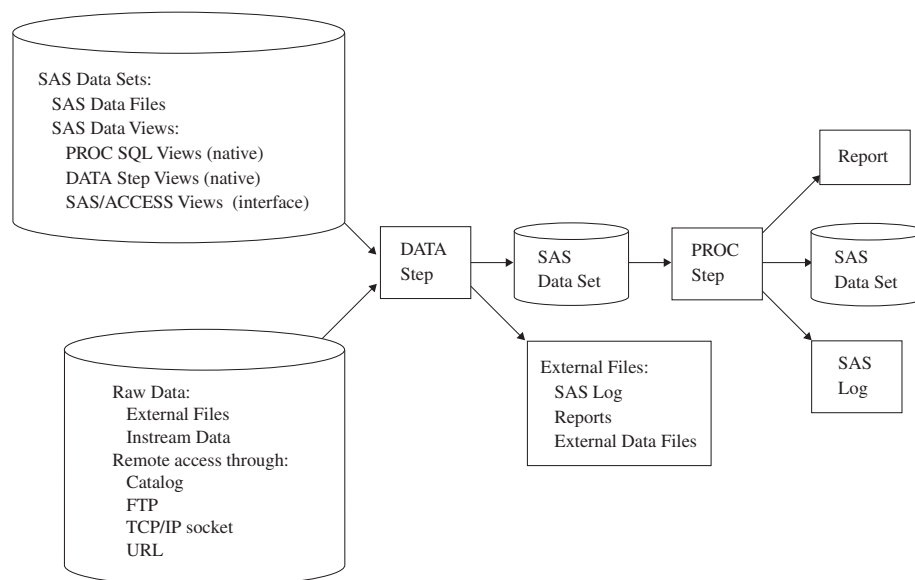 SAS Data Sets:
SAS Data Files
SAS Data Views:
PROC SQL Views (native)
DATA Step Views (native)
SAS/ACCESS Views (interface)
Raw Data:
External Files
Instream Data
Remote access through:
Catalog
FTP
TCP/IP socket
URL
DATA
Step
SAS
Data Set
External Files:
SAS Log
Reports
External Data Files
PROC
Step
Report
SAS
Data Set
SAS
Log